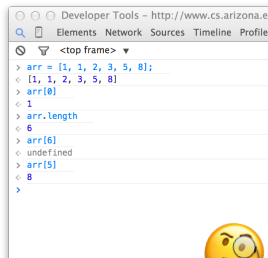 Developer Tools - http://www.cs.arizona.e
Elements Network Sources Timeline Profile
<top frame> ▼
> arr = [1, 1, 2, 3, 5, 8];
< [1, 1, 2, 3, 5, 8]
> arr[0]
< 1
> arr.length
< 6
> arr[6]
< undefined
> arr[5]
< 8
>